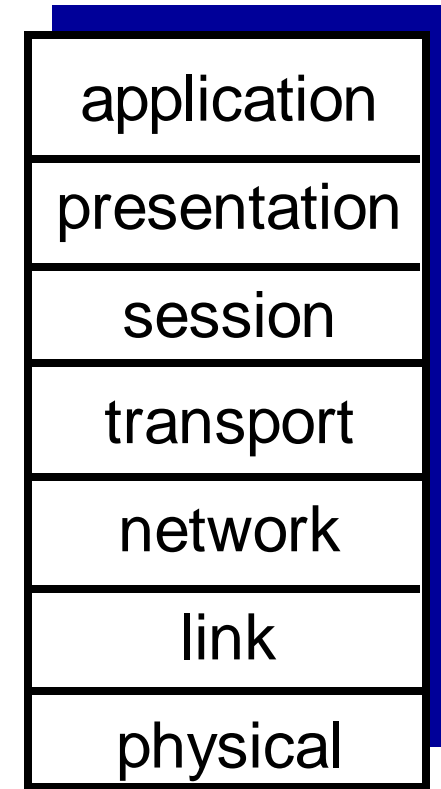 application
presentation
session
transport
network
link
physical